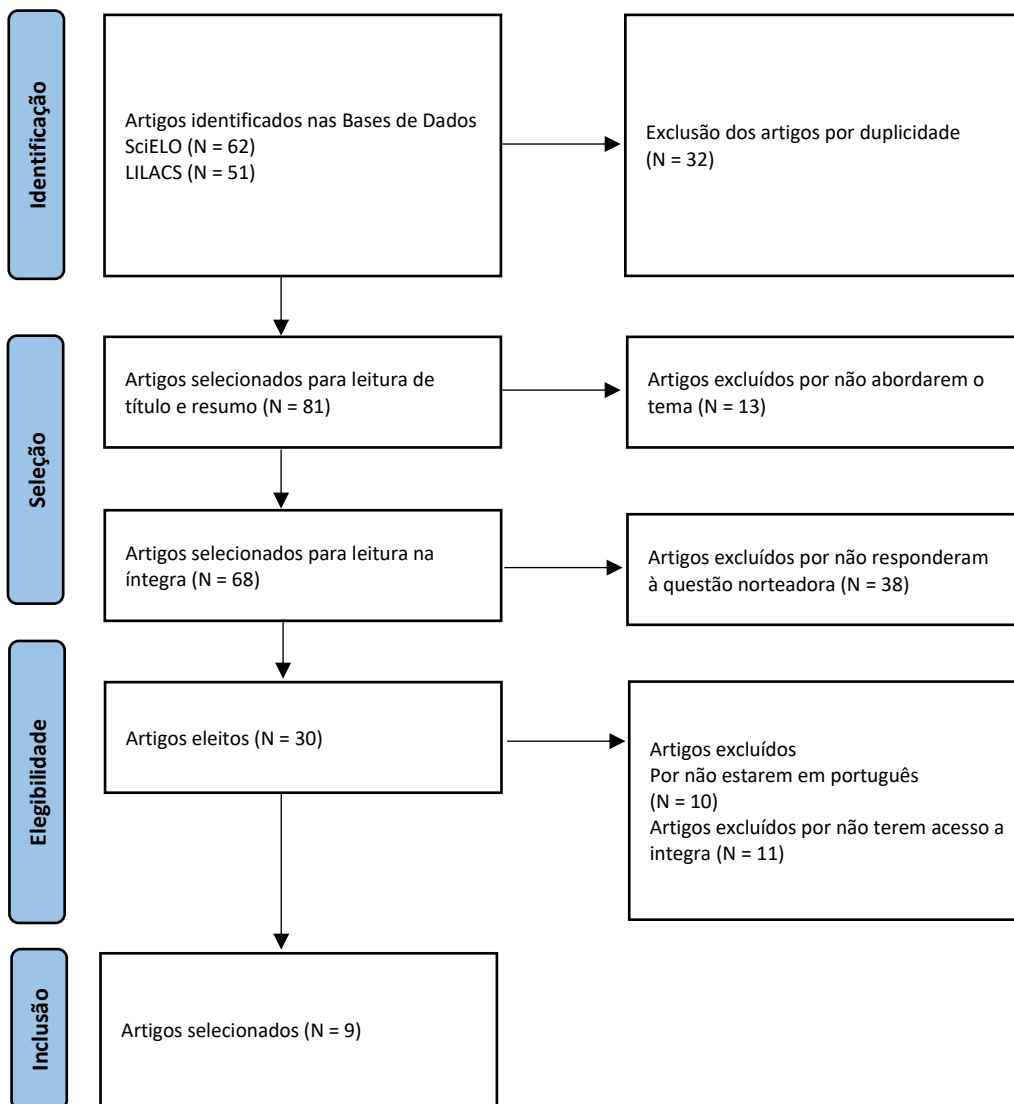 Identificação
Artigos identificados nas Bases de Dados
SciELO (N = 62)
LILACS (N = 51)
Exclusão dos artigos por duplicidade
(N = 32)
Seleção
Artigos selecionados para leitura de
título e resumo (N = 81)
Artigos excluídos por não abordarem o
tema (N = 13)
Artigos selecionados para leitura na
íntegra (N = 68)
Artigos excluídos por não responderam
à questão norteadora (N = 38)
Elegibilidade
Artigos eleitos (N = 30)
Artigos excluídos
Por não estarem em português
(N = 10)
Artigos excluídos por não terem acesso a
integra (N = 11)
Inclusão
Artigos selecionados (N = 9)